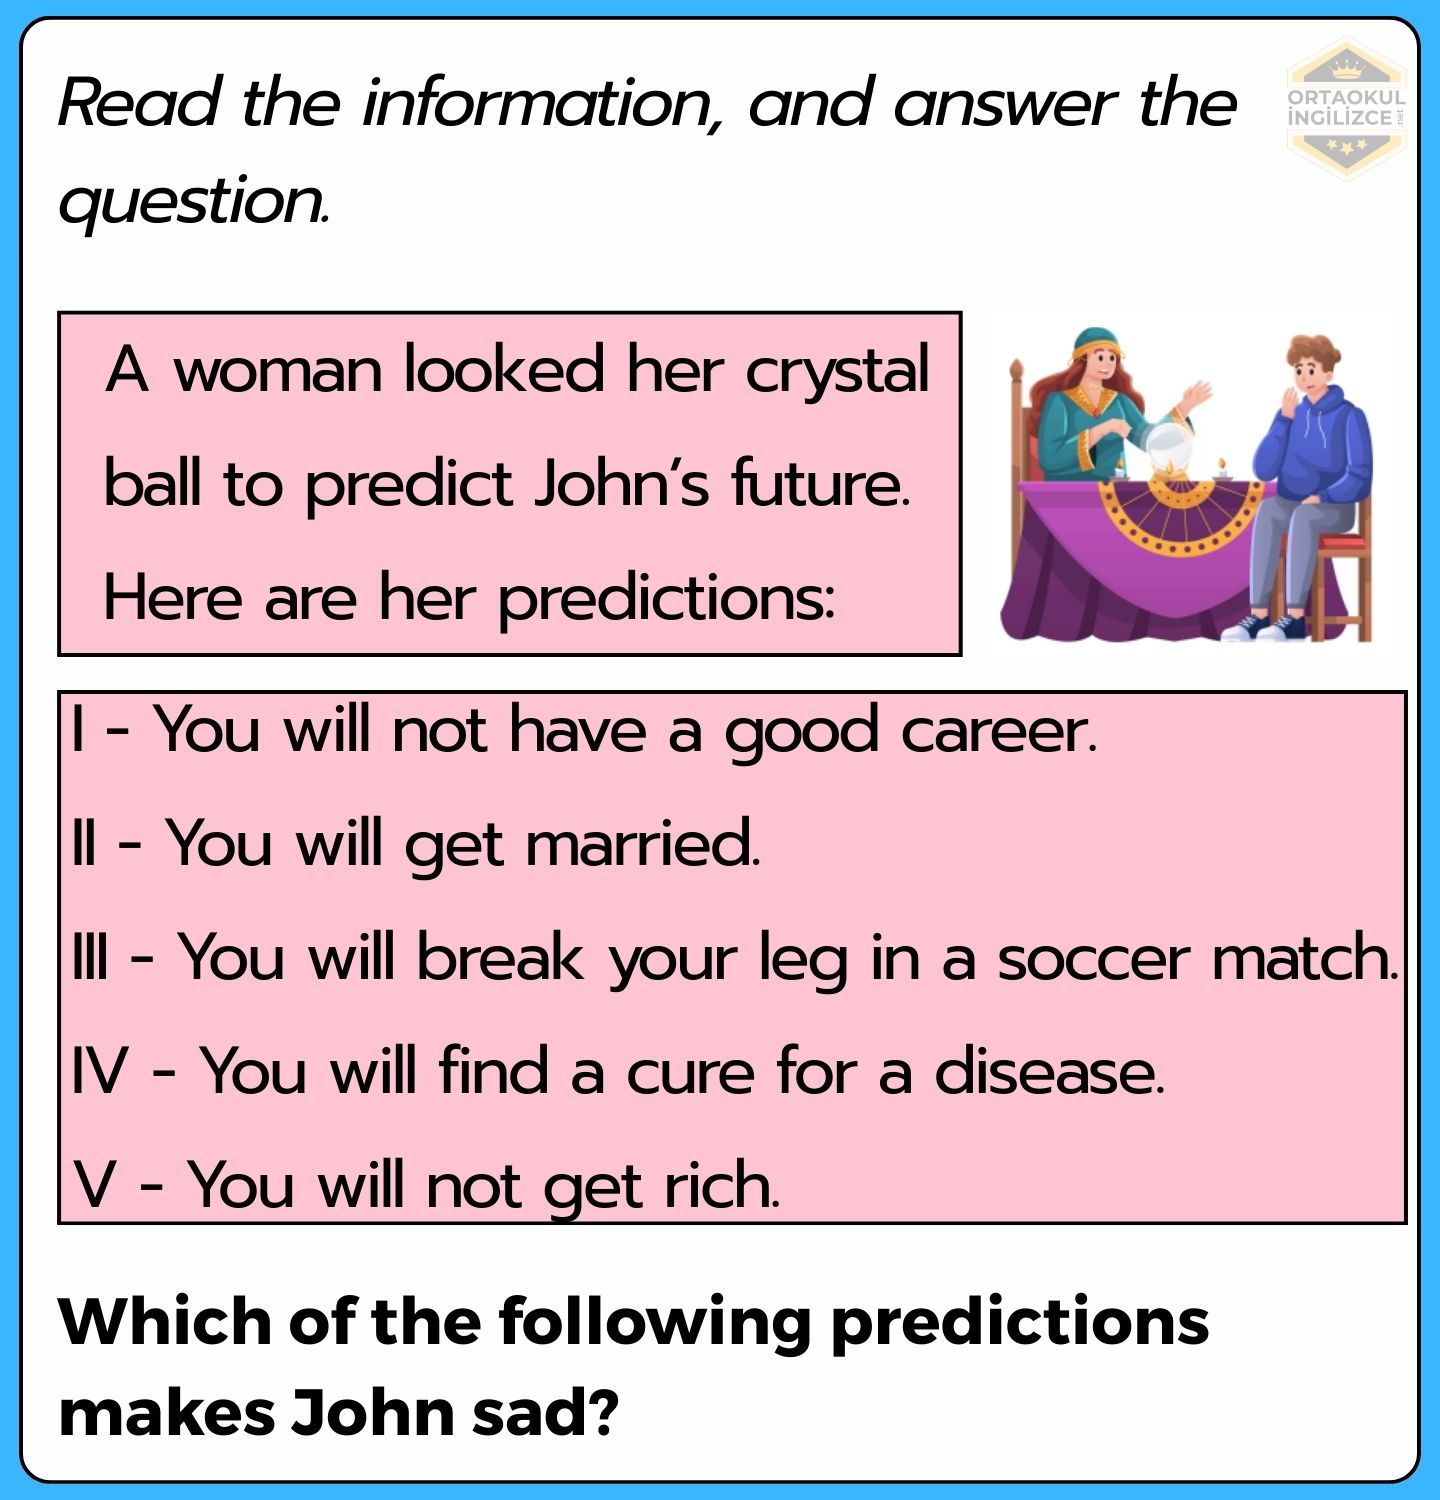 Read the information, and answer the
question.
ORTAOKUL
İNGİLİZCE
.net
A woman looked her crystal
ball to predict John’s future.
Here are her predictions:
I - You will not have a good career.
II - You will get married.
III - You will break your leg in a soccer match.
IV - You will find a cure for a disease.
V - You will not get rich.
Which of the following predictions
makes John sad?